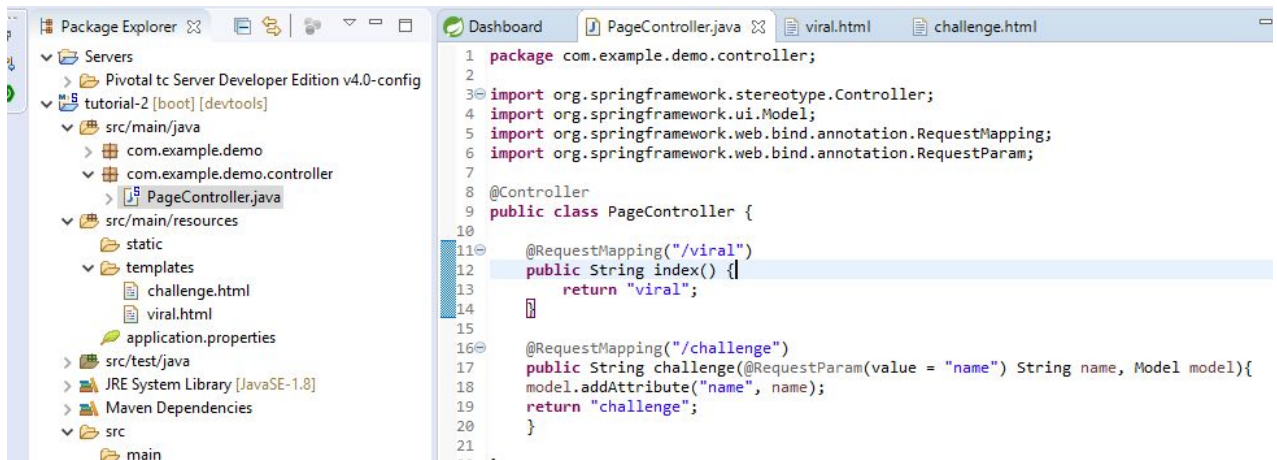 Package Explorer
Servers
Pivotal tc Server Developer Edition v4.0-config
tutorial-2 [boot] [devtools]
src/main/java
com.example.demo
com.example.demo.controller
PageController.java
src/main/resources
static
templates
challenge.html
viral.html
application.properties
src/test/java
JRE System Library [JavaSE-1.8]
Maven Dependencies
src
main
Dashboard PageController.java viral.html challenge.html
1 package com.example.demo.controller;
2
3 import org.springframework.stereotype.Controller;
4 import org.springframework.ui.Model;
5 import org.springframework.web.bind.annotation.RequestMapping;
6 import org.springframework.web.bind.annotation.RequestParam;
7
8 @Controller
9 public class PageController {
10
11 @RequestMapping("/viral")
12 public String index() {
13 return "viral";
14 }
15
16 @RequestMapping("/challenge")
17 public String challenge(@RequestParam(value = "name") String name, Model model){
18 model.addAttribute("name", name);
19 return "challenge";
20 }
21